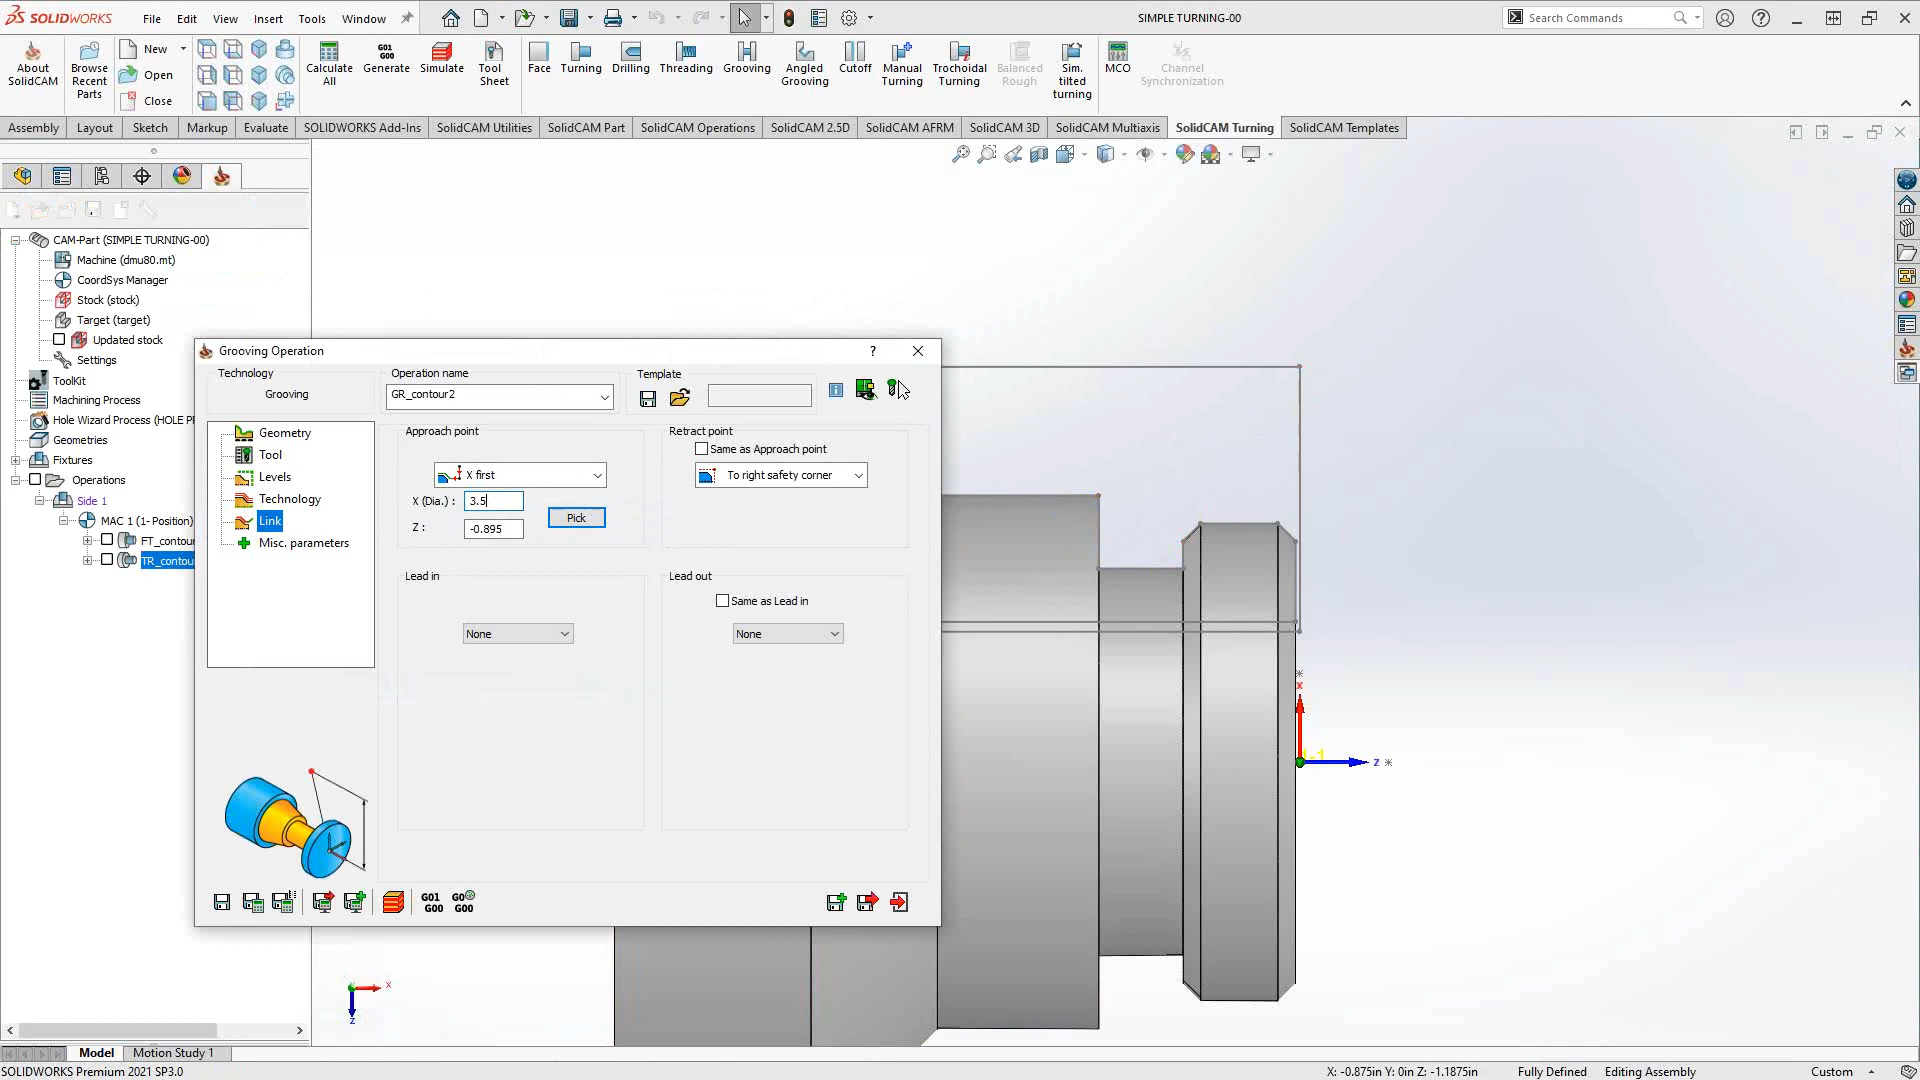 SOLIDWORKS File Edit View Insert Tools Window SIMPLE TURNING-00 Search Commands
About SolidCAM
Browse Recent Parts
New
Open
Close
Calculate All
G01 G00 Generate
Simulate
Tool Sheet
Face
Turning
Drilling
Threading
Grooving
Angled Grooving
Cutoff
Manual Turning
Trochoidal Turning
Balanced Rough
Sim. tilted turning
MCO
Channel Synchronization
Assembly Layout Sketch Markup Evaluate SOLIDWORKS Add-Ins SolidCAM Utilities SolidCAM Part SolidCAM Operations SolidCAM 2.5D SolidCAM AFRM SolidCAM 3D SolidCAM Multiaxis SolidCAM Turning SolidCAM Templates
CAM-Part (SIMPLE TURNING-00)
Machine (dmu80.mt)
CoordSys Manager
Stock (stock)
Target (target)
Updated stock
Settings
ToolKit
Machining Process
Hole Wizard Process (HOLE P
Geometries
Fixtures
Operations
Side 1
MAC 1 (1- Position)
FT_contou
TR_contou
Grooving Operation
?
Technology
Grooving
Operation name
GR_contour2
Template
Geometry
Tool
Levels
Technology
Link
Misc. parameters
Approach point
X first
X (Dia.) : 3.5
Z : -0.895
Pick
Retract point
Same as Approach point
To right safety corner
Lead in
None
Lead out
Same as Lead in
None
G01 G00
G0 G00
x
z
x
z
Model Motion Study 1
SOLIDWORKS Premium 2021 SP3.0
X: -0.875in Y: 0in Z: -1.1875in Fully Defined Editing Assembly Custom